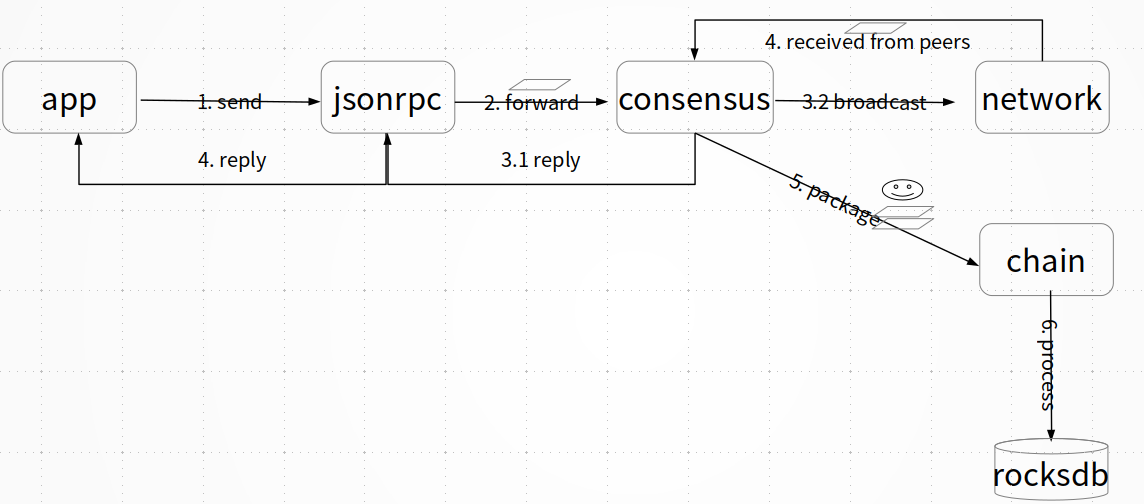 4. received from peers
app
1. send
jsonrpc
2. forward
consensus
3.2 broadcast
network
4. reply
3.1 reply
5. package
chain
6. process
rocksdb